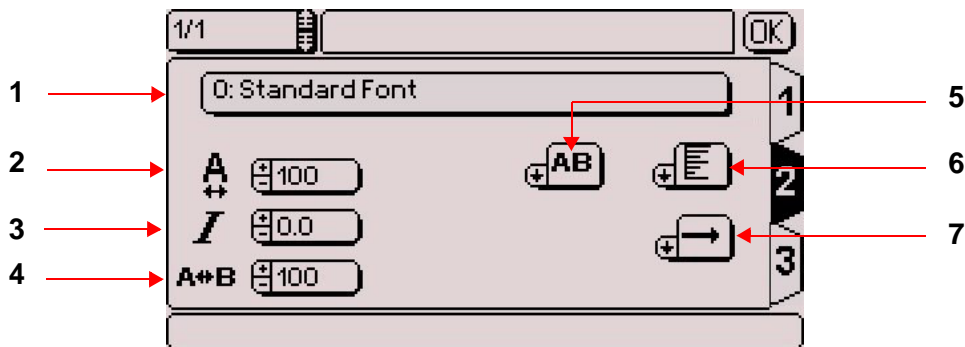 1/1 OK
1 0: Standard Font 1 5
2 A 100 AB 2 6
3 I 0.0 7
4 A↔B 100 3